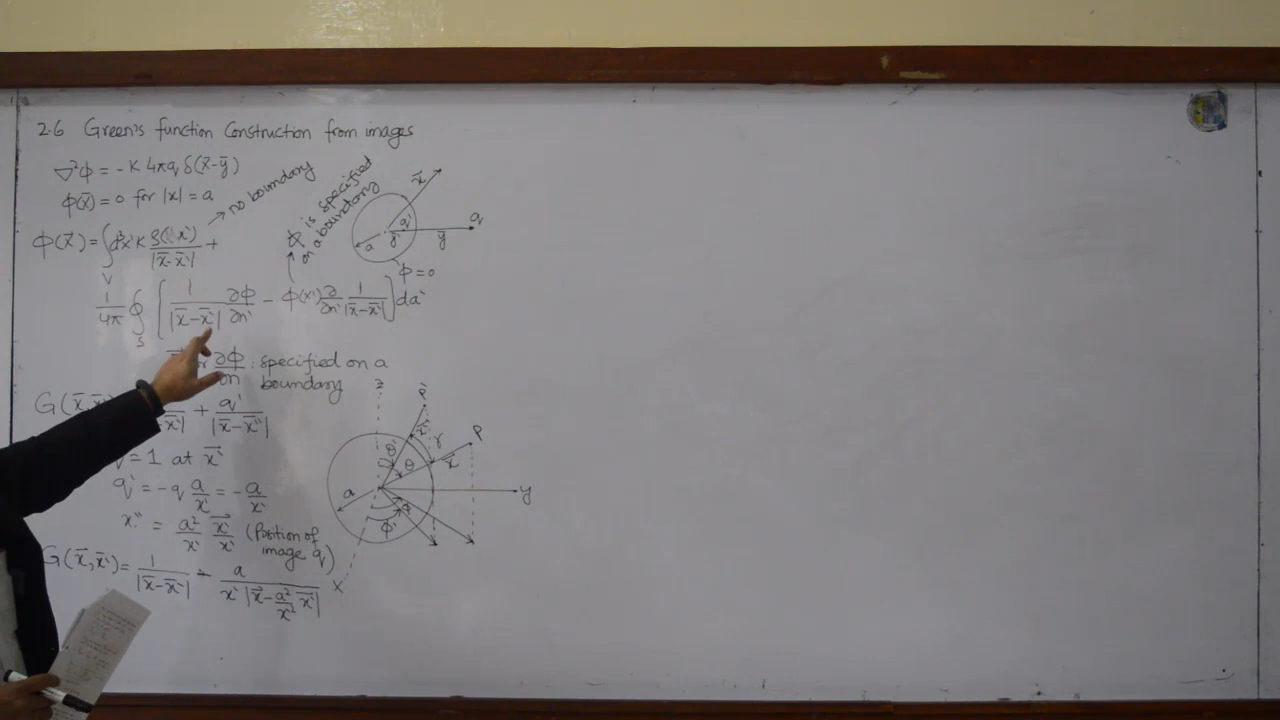 2.6 Green's function Construction from images
∇²Φ = -K 4πq δ(x̄-ȳ)
Φ(x̄) = 0 for |x| = a
→ no boundary
Φ is specified on a boundary
Φ(x⃗) = ∫ d³x' K ρ( x') / |x̄-x̄'| +
V
1/4π ∮ [ 1/|x̄-x̄'| ∂Φ/∂n' - Φ(x') ∂/∂n' 1/|x̄-x̄'| ] da'
S
∂Φ/∂n : specified on a
boundary
G(x̄, x̄' + q'/|x̄-x̄''|
= 1 at x⃗'
q' = -q a/x' = -a/x'
x'' = a²/x' x⃗'/x' (Position of
image q')
G(x̄, x̄') = 1/|x̄-x̄'| - a/(x' |x⃗ - a²/x'² x⃗'|)
x⃗
q
q'
a
y'
ȳ
Φ = 0
z
P'
x⃗'
γ
P
x⃗
θ'
θ
a
y
φ
φ'
x